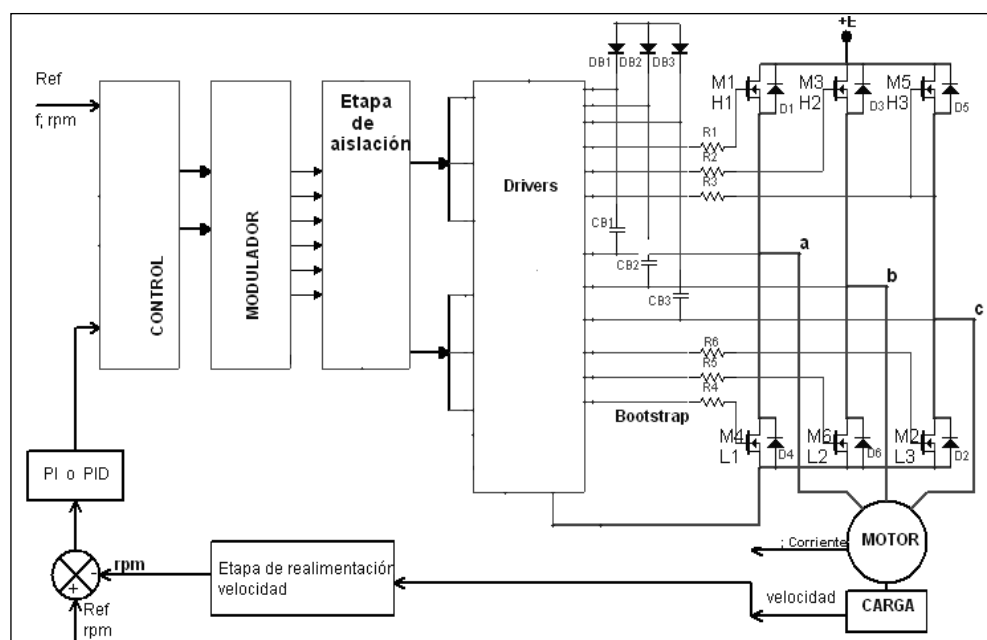 +E
DB1
DB2
DB3
Ref
f; rpm
CONTROL
MODULADOR
Etapa
de
aislación
Drivers
M1
H1
D1
M3
H2
D3
M5
H3
D5
R1
R2
R3
CB1
CB2
CB3
a
b
c
R6
R5
R4
Bootstrap
M4
L1
D4
M6
L2
D6
M2
L3
D2
PI o PID
MOTOR
; Corriente
rpm
-
+
Ref
rpm
Etapa de realimentación
velocidad
velocidad
CARGA